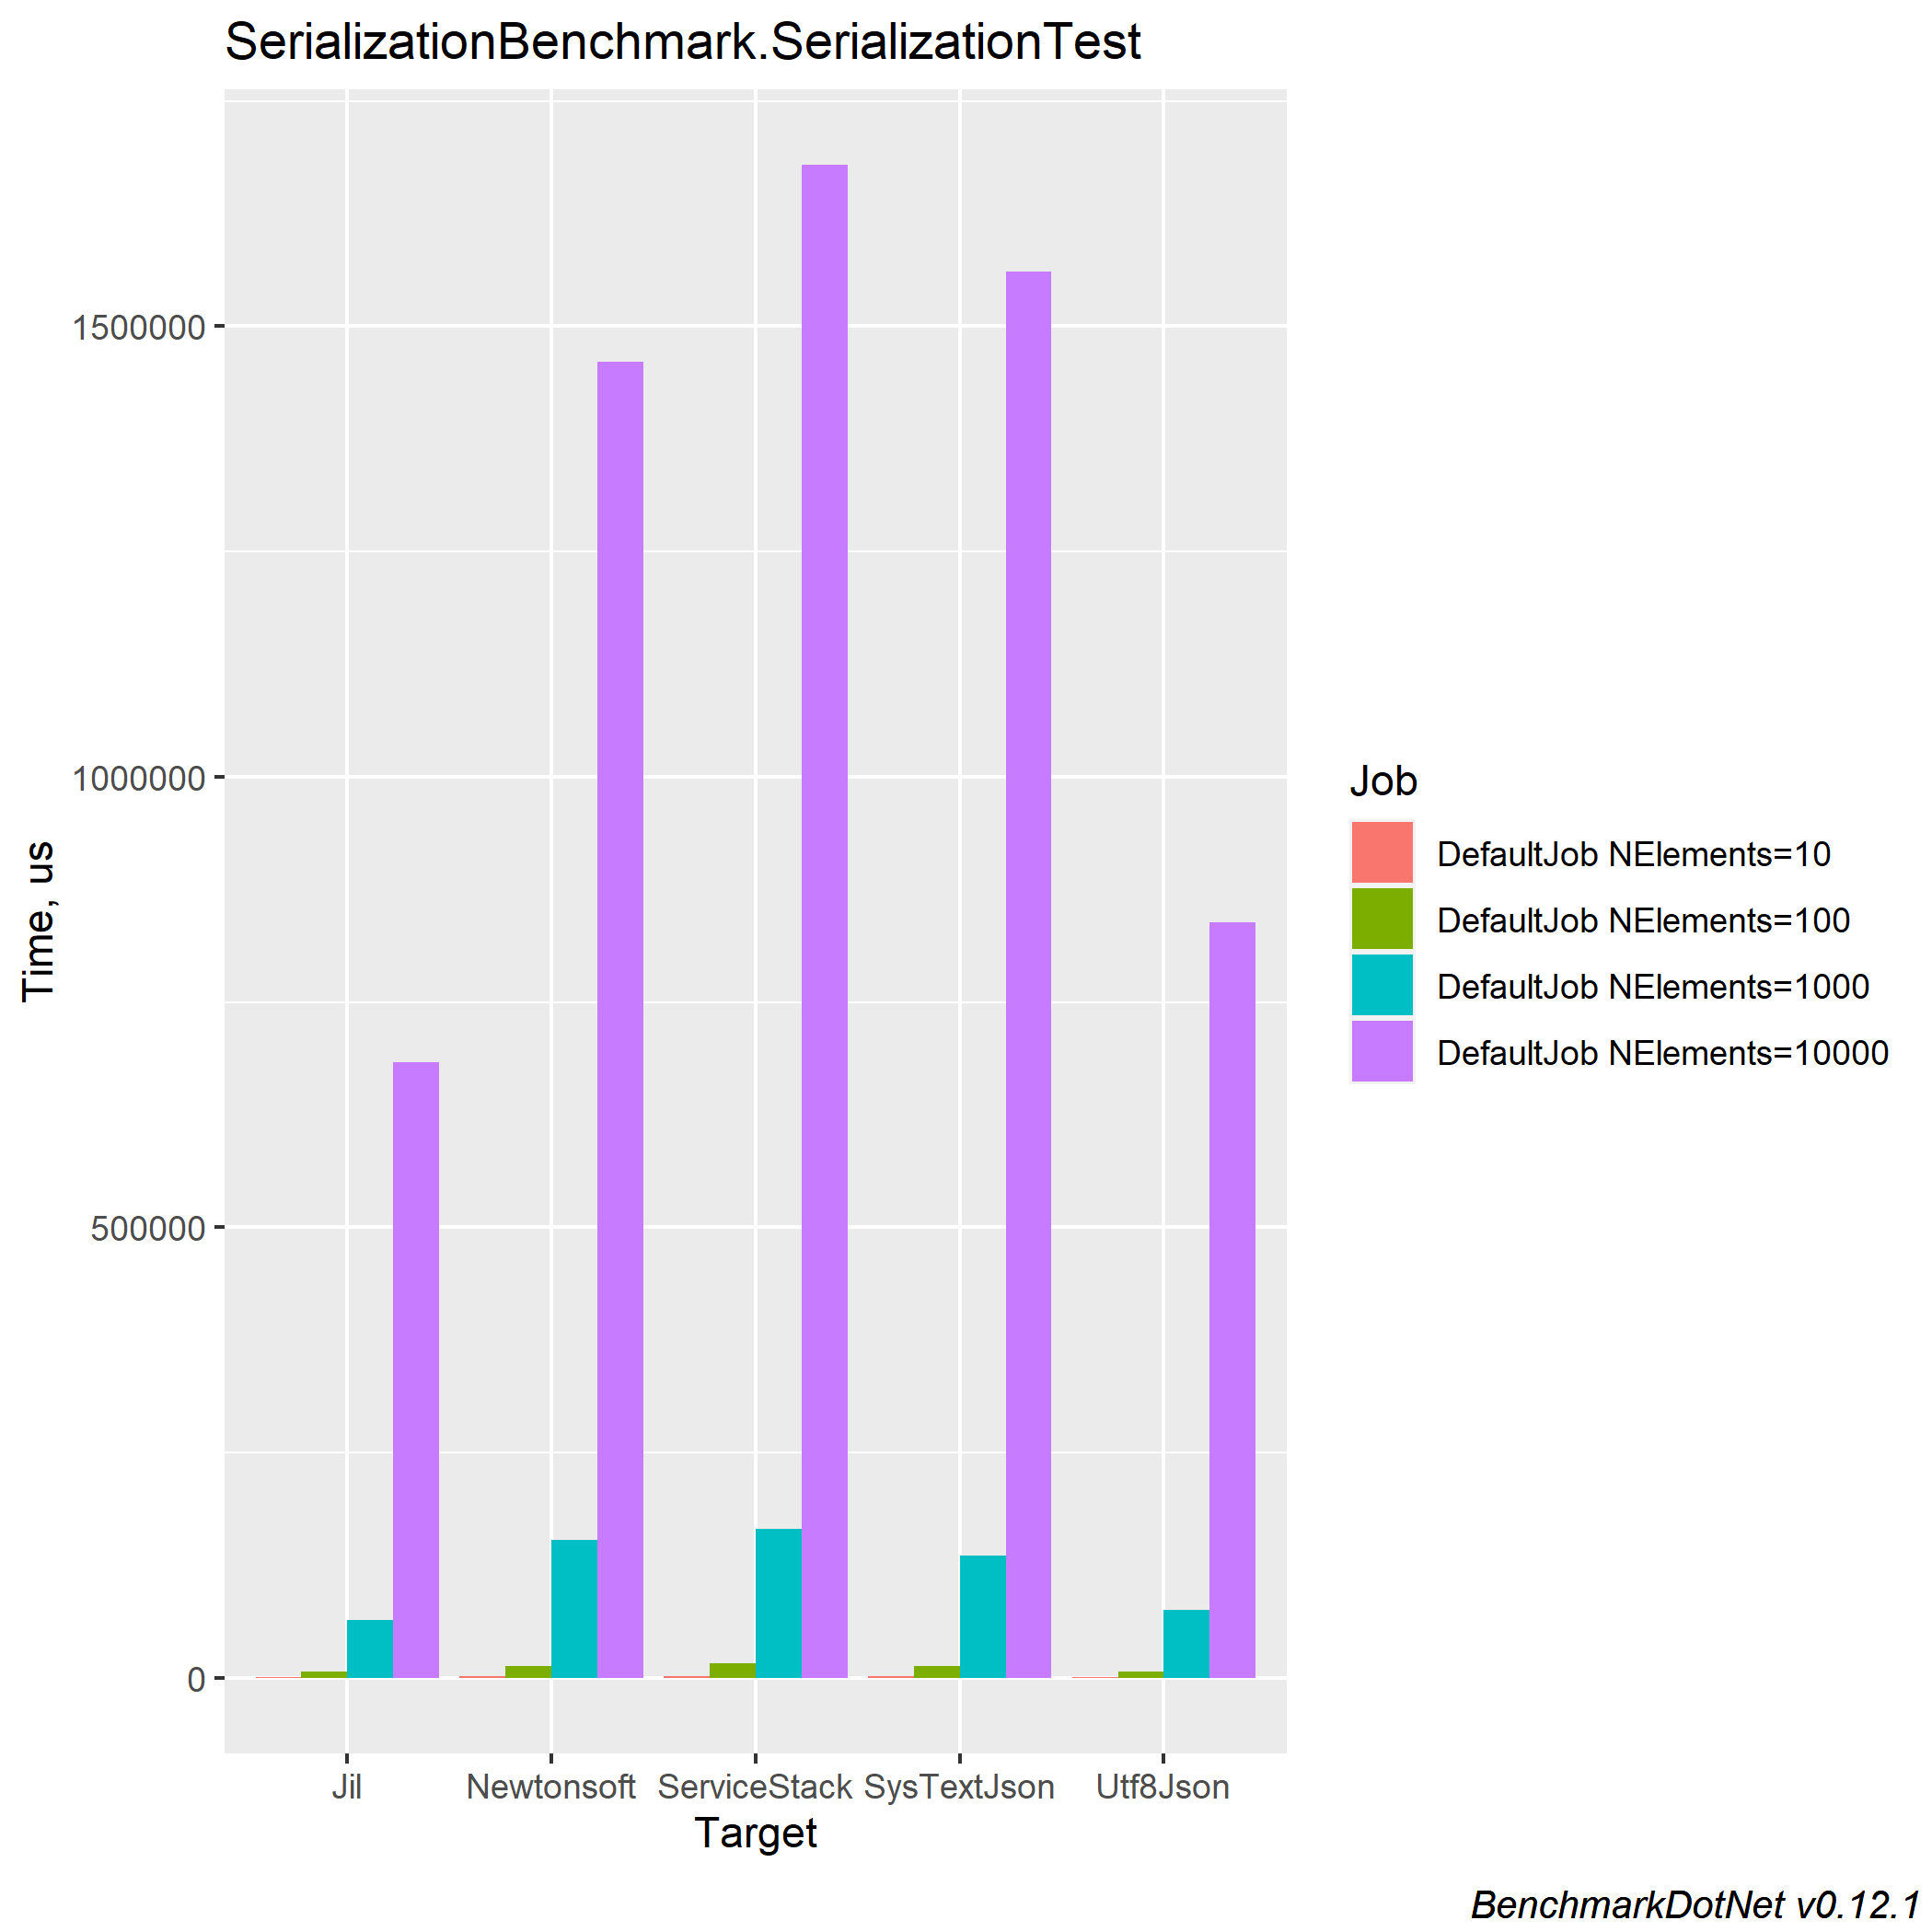 SerializationBenchmark.SerializationTest
Time, us
1500000
1000000
500000
0
Jil Newtonsoft ServiceStack SysTextJson Utf8Json
Target
Job
DefaultJob NElements=10
DefaultJob NElements=100
DefaultJob NElements=1000
DefaultJob NElements=10000
BenchmarkDotNet v0.12.1